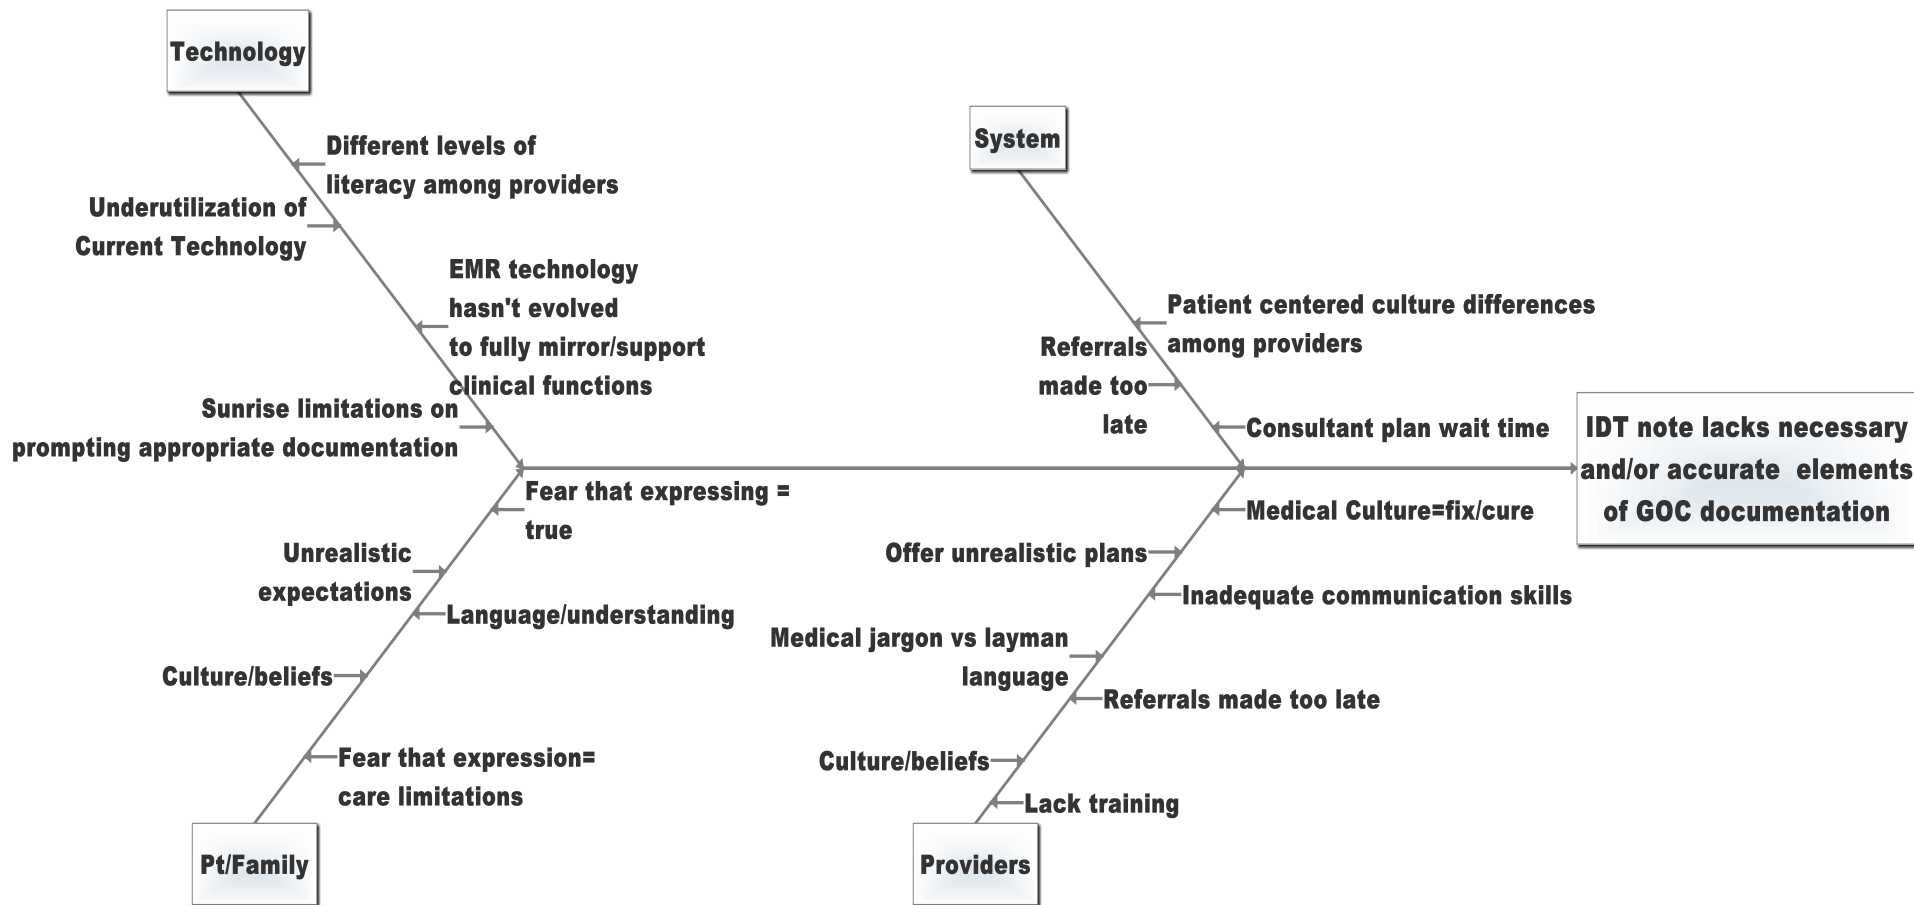 Technology
Different levels of
literacy among providers
Underutilization of
Current Technology
EMR technology
hasn't evolved
to fully mirror/support
clinical functions
Sunrise limitations on
prompting appropriate documentation
System
Patient centered culture differences
among providers
Referrals
made too
late
Consultant plan wait time
IDT note lacks necessary
and/or accurate elements
of GOC documentation
Fear that expressing =
true
Unrealistic
expectations
Language/understanding
Culture/beliefs
Fear that expression=
care limitations
Pt/Family
Medical Culture=fix/cure
Offer unrealistic plans
Inadequate communication skills
Medical jargon vs layman
language
Referrals made too late
Culture/beliefs
Lack training
Providers